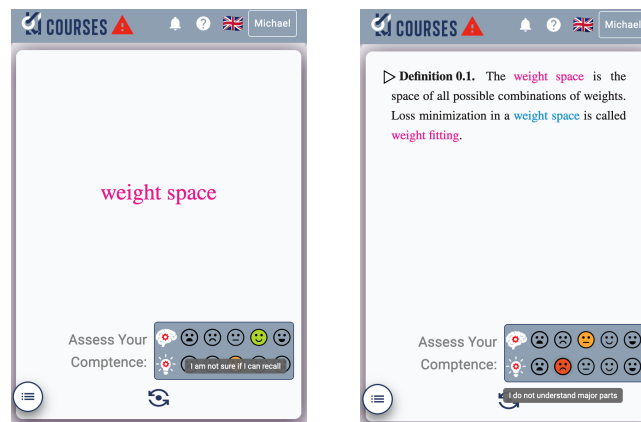 COURSES
Michael
weight space
Assess Your
Comptence:
I am not sure if I can recall
COURSES
Michael
Definition 0.1. The weight space is the
space of all possible combinations of weights.
Loss minimization in a weight space is called
weight fitting.
Assess Your
Comptence:
I do not understand major parts